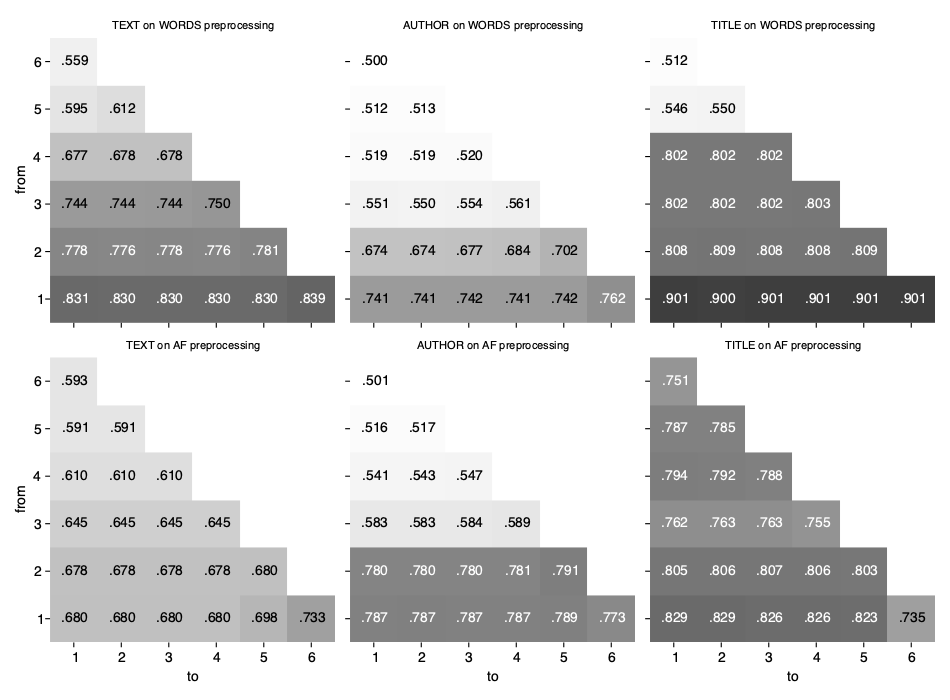 TEXT on WORDS preprocessing AUTHOR on WORDS preprocessing TITLE on WORDS preprocessing
6 .559 .500 .512
5 .595 .612 .512 .513 .546 .550
4 .677 .678 .678 .519 .519 .520 .802 .802 .802
from
3 .744 .744 .744 .750 .551 .550 .554 .561 .802 .802 .802 .803
2 .778 .776 .778 .776 .781 .674 .674 .677 .684 .702 .808 .809 .808 .808 .809
1 .831 .830 .830 .830 .830 .839 .741 .741 .742 .741 .742 .762 .901 .900 .901 .901 .901 .901
TEXT on AF preprocessing AUTHOR on AF preprocessing TITLE on AF preprocessing
6 .593 .501 .751
5 .591 .591 .516 .517 .787 .785
4 .610 .610 .610 .541 .543 .547 .794 .792 .788
from
3 .645 .645 .645 .645 .583 .583 .584 .589 .762 .763 .763 .755
2 .678 .678 .678 .678 .680 .780 .780 .780 .781 .791 .805 .806 .807 .806 .803
1 .680 .680 .680 .680 .698 .733 .787 .787 .787 .787 .789 .773 .829 .829 .826 .826 .823 .735
1 2 3 4 5 6 1 2 3 4 5 6 1 2 3 4 5 6
to to to